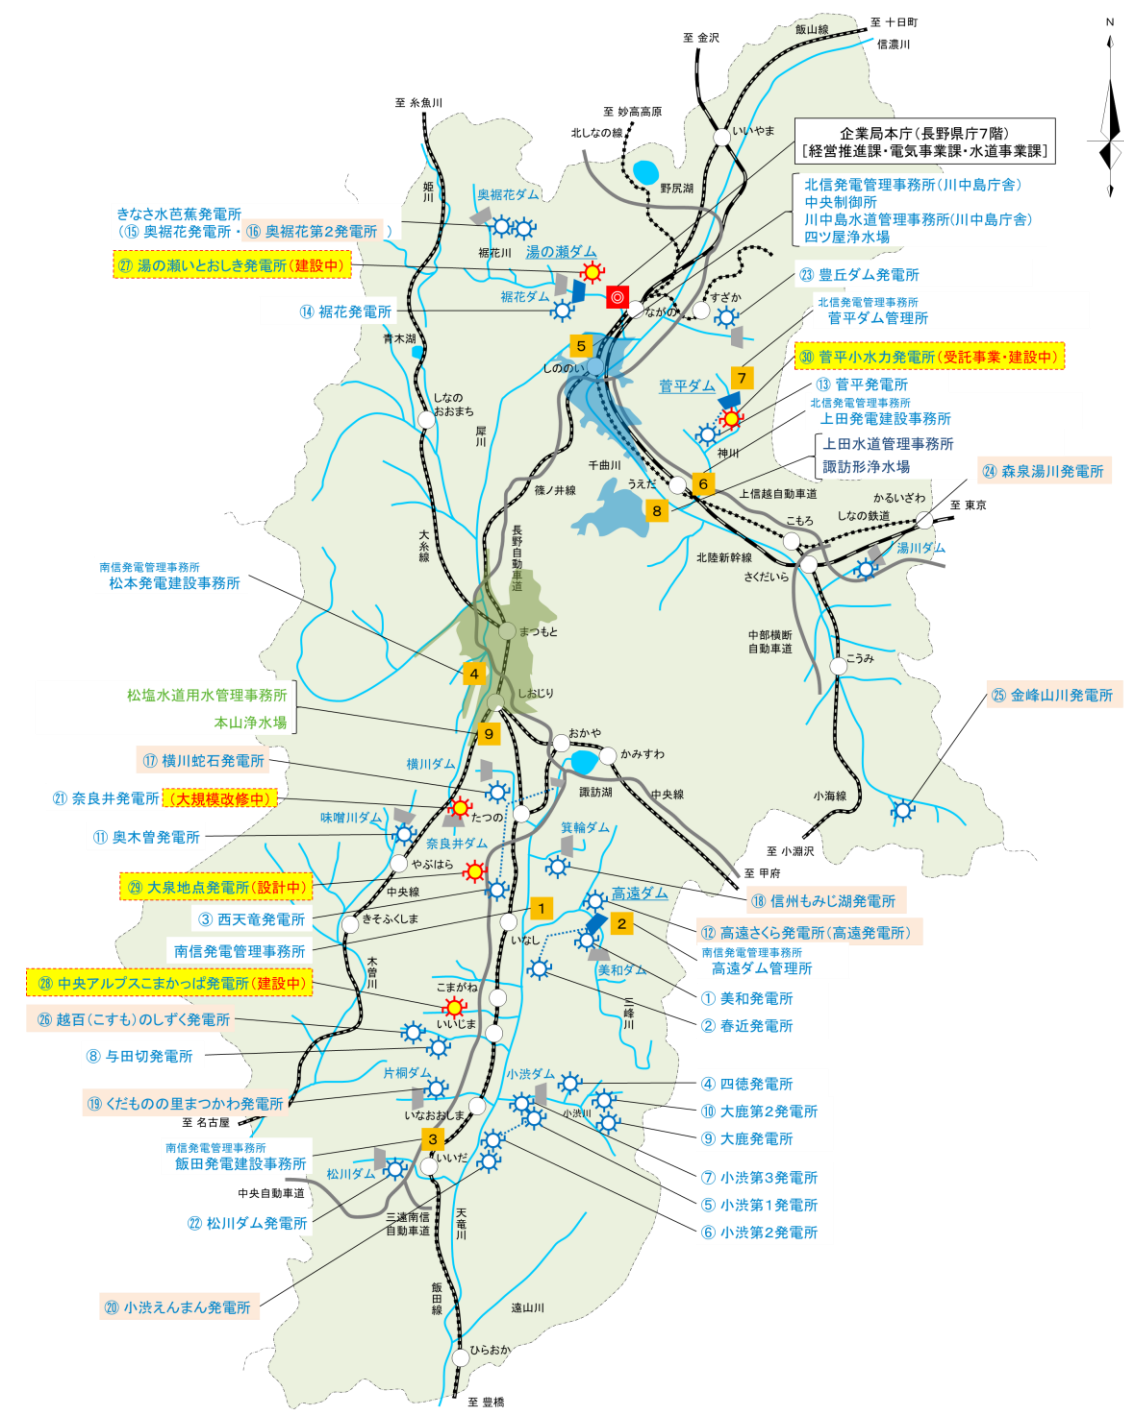 N
至 十日町
飯山線
信濃川
至 金沢
至 糸魚川
至 妙高高原
北しなの線
いいやま
企業局本庁(長野県庁7階)
[経営推進課・電気事業課・水道事業課]
野尻湖
姫川
奥裾花ダム
北信発電管理事務所(川中島庁舎)
中央制御所
川中島水道管理事務所(川中島庁舎)
四ツ屋浄水場
きなさ水芭蕉発電所
(⑮ 奥裾花発電所・⑯ 奥裾花第2発電所 )
裾花川
湯の瀬ダム
㉗ 湯の瀬いとおしき発電所(建設中)
裾花ダム
◎
ながの
すざか
㉓ 豊丘ダム発電所
⑭ 裾花発電所
北信発電管理事務所
菅平ダム管理所
青木湖
5
しののい
㉚ 菅平小水力発電所(受託事業・建設中)
7
菅平ダム
⑬ 菅平発電所
しなの
おおまち
北信発電管理事務所
上田発電建設事務所
犀川
神川
上田水道管理事務所
諏訪形浄水場
千曲川
うえだ
6
㉔ 森泉湯川発電所
篠ノ井線
上信越自動車道
かるいざわ
至 東京
8
しなの鉄道
こもろ
大糸線
長野自動車道
北陸新幹線
湯川ダム
さくだいら
南信発電管理事務所
松本発電建設事務所
まつもと
中部横断
自動車道
こうみ
4
松塩水道用水管理事務所
本山浄水場
しおじり
㉕ 金峰山川発電所
9
おかや
かみすわ
⑰ 横川蛇石発電所
横川ダム
諏訪湖
中央線
小海線
㉑ 奈良井発電所 (大規模改修中)
味噌川ダム
たつの
⑪ 奥木曽発電所
奈良井ダム
箕輪ダム
至 小淵沢
やぶはら
至 甲府
㉙ 大泉地点発電所(設計中)
中央線
⑱ 信州もみじ湖発電所
高遠ダム
③ 西天竜発電所
きそふくしま
1
2
⑫ 高遠さくら発電所(高遠発電所)
南信発電管理事務所
いなし
南信発電管理事務所
高遠ダム管理所
木曽川
美和ダム
㉘ 中央アルプスこまかっぱ発電所(建設中)
こまがね
① 美和発電所
三峰川
㉖ 越百(こすも)のしずく発電所
いいじま
② 春近発電所
⑧ 与田切発電所
片桐ダム
小渋ダム
④ 四徳発電所
⑲ くだものの里まつかわ発電所
いなおおしま
小渋川
⑩ 大鹿第2発電所
至 名古屋
⑨ 大鹿発電所
南信発電管理事務所
飯田発電建設事務所
3
いいだ
松川ダム
⑦ 小渋第3発電所
中央自動車道
⑤ 小渋第1発電所
㉒ 松川ダム発電所
三遠南信
自動車道
天竜川
⑥ 小渋第2発電所
飯田線
⑳ 小渋えんまん発電所
遠山川
ひらおか
至 豊橋